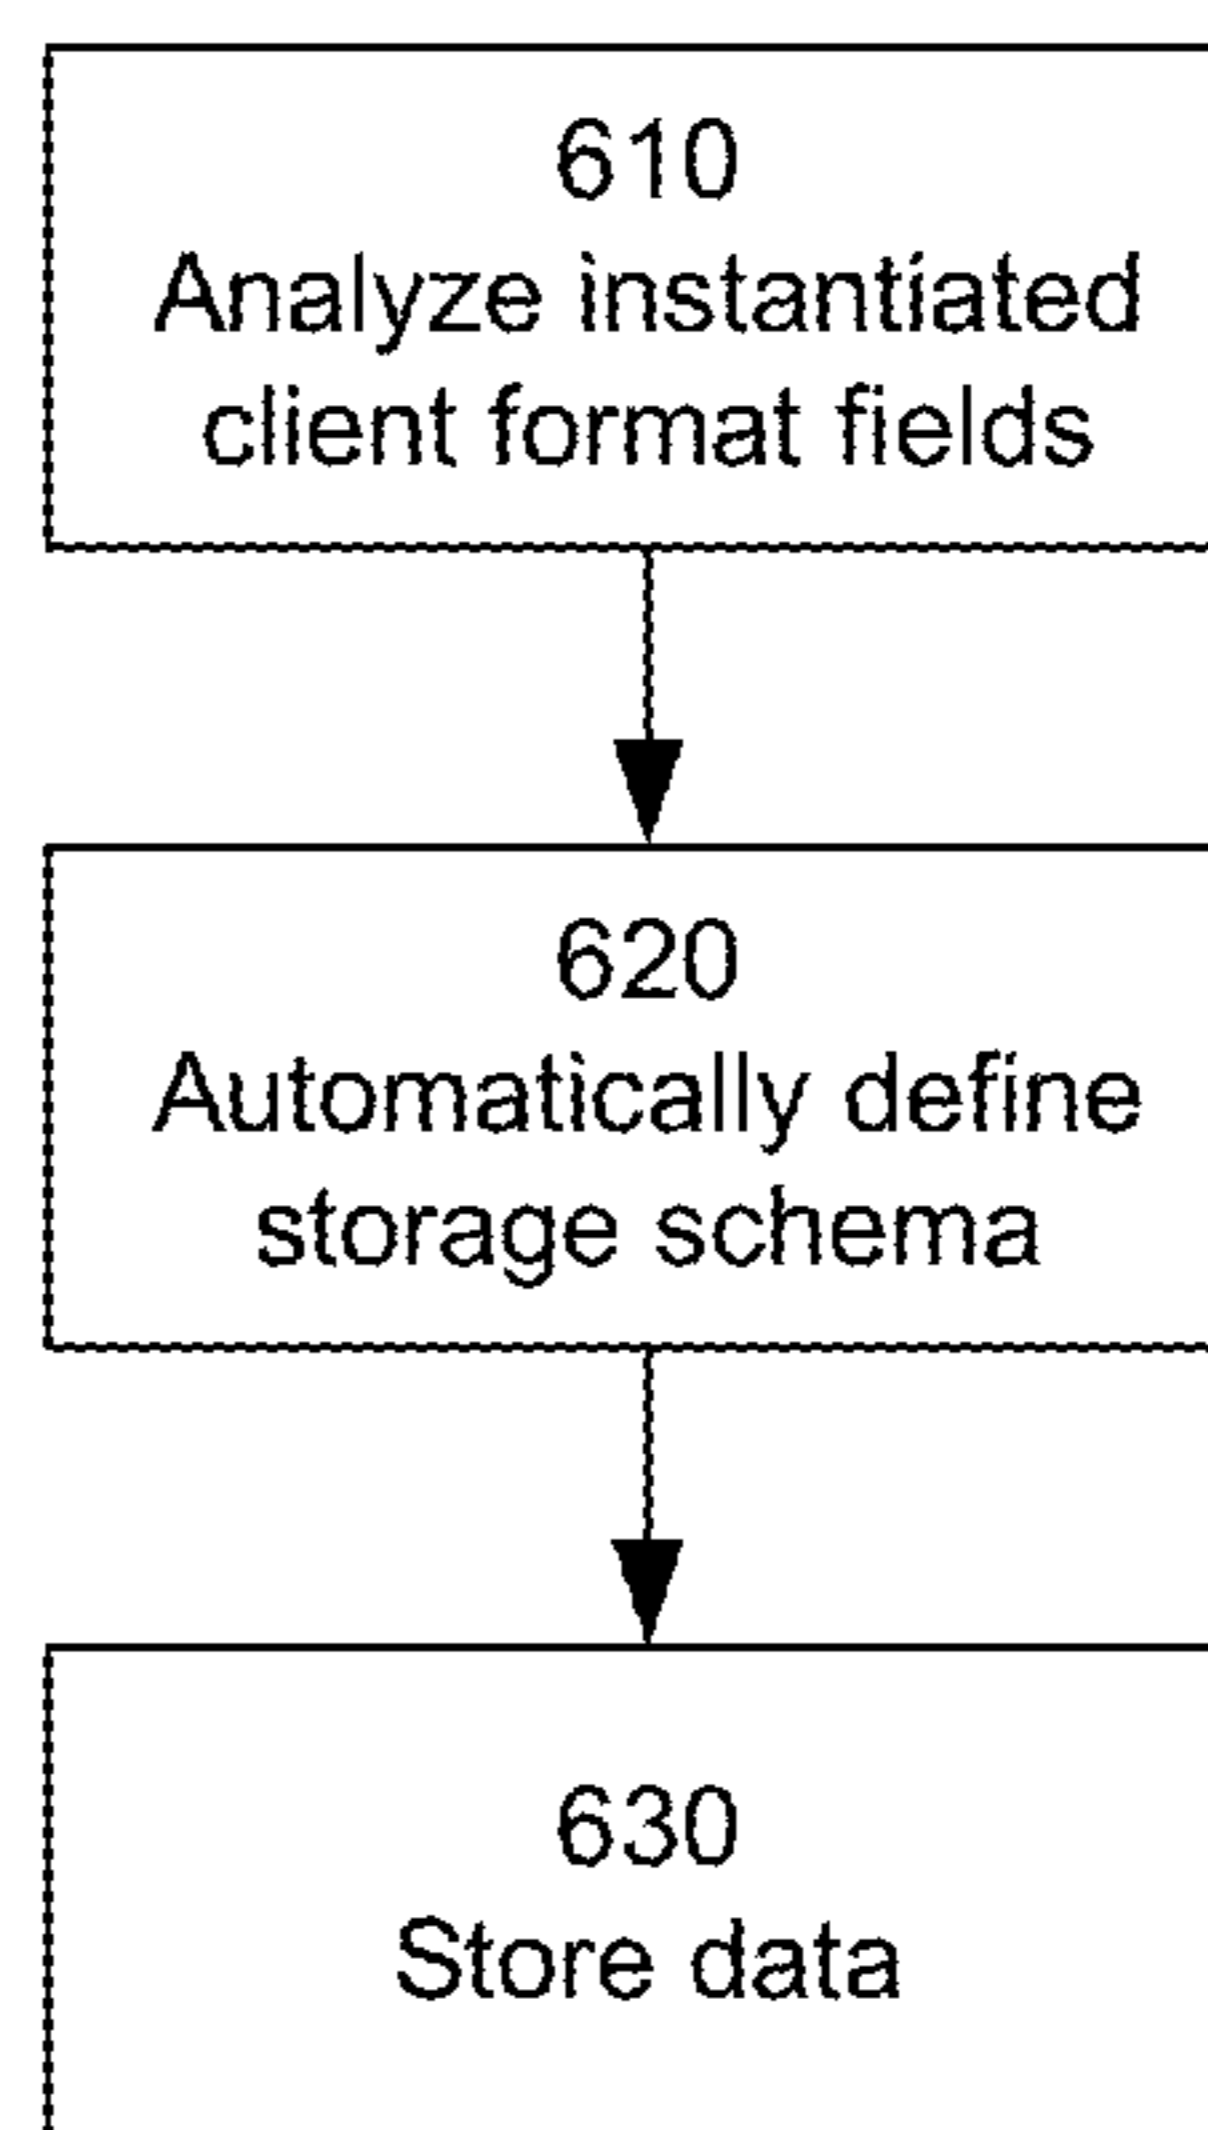 610
Analyze instantiated
client format fields
620
Automatically define
storage schema
630
Store data